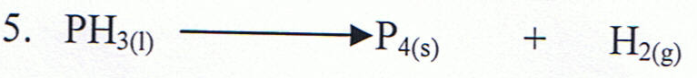 5. PH₃₍ₗ₎ ⟶ P₄₍ₛ₎ + H₂₍g₎